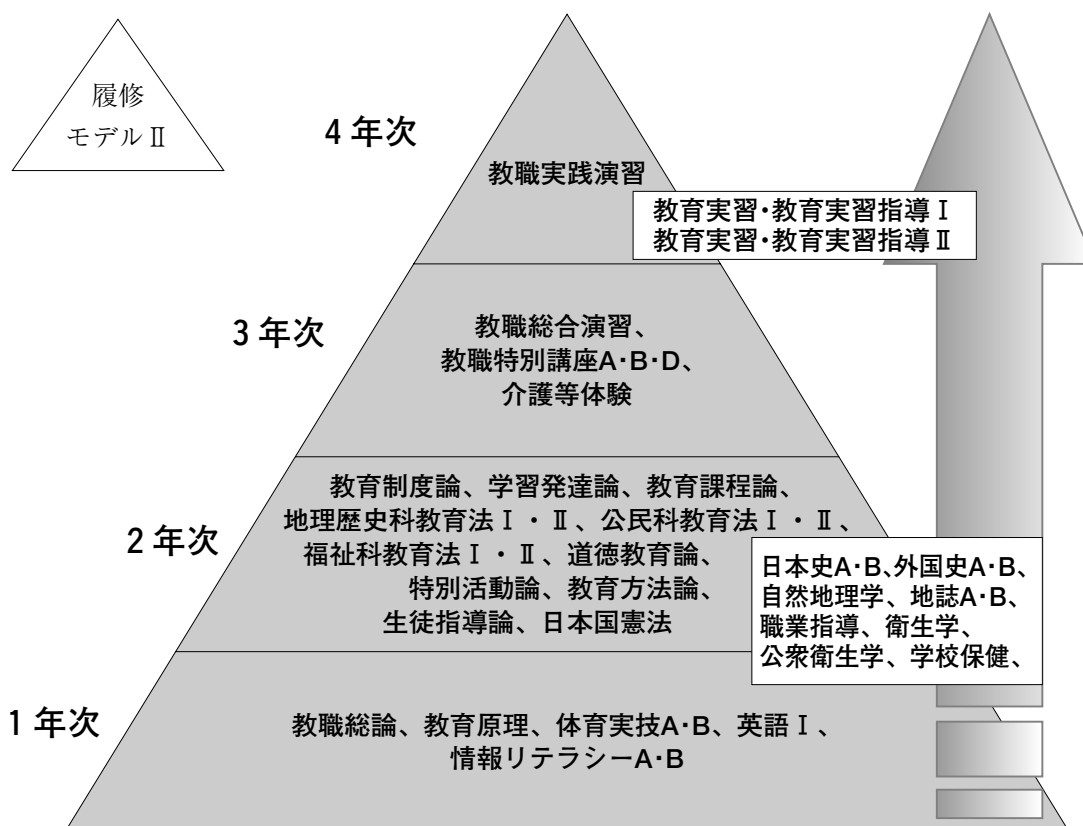 履修
モデルⅡ
4年次
教職実践演習
教育実習・教育実習指導Ⅰ
教育実習・教育実習指導Ⅱ
3年次
教職総合演習、
教職特別講座A・B・D、
介護等体験
2年次
教育制度論、学習発達論、教育課程論、
地理歴史科教育法Ⅰ・Ⅱ、公民科教育法Ⅰ・Ⅱ、
福祉科教育法Ⅰ・Ⅱ、道徳教育論、
特別活動論、教育方法論、
生徒指導論、日本国憲法
日本史A・B、外国史A・B、
自然地理学、地誌A・B、
職業指導、衛生学、
公衆衛生学、学校保健、
1年次
教職総論、教育原理、体育実技A・B、英語Ⅰ、
情報リテラシーA・B